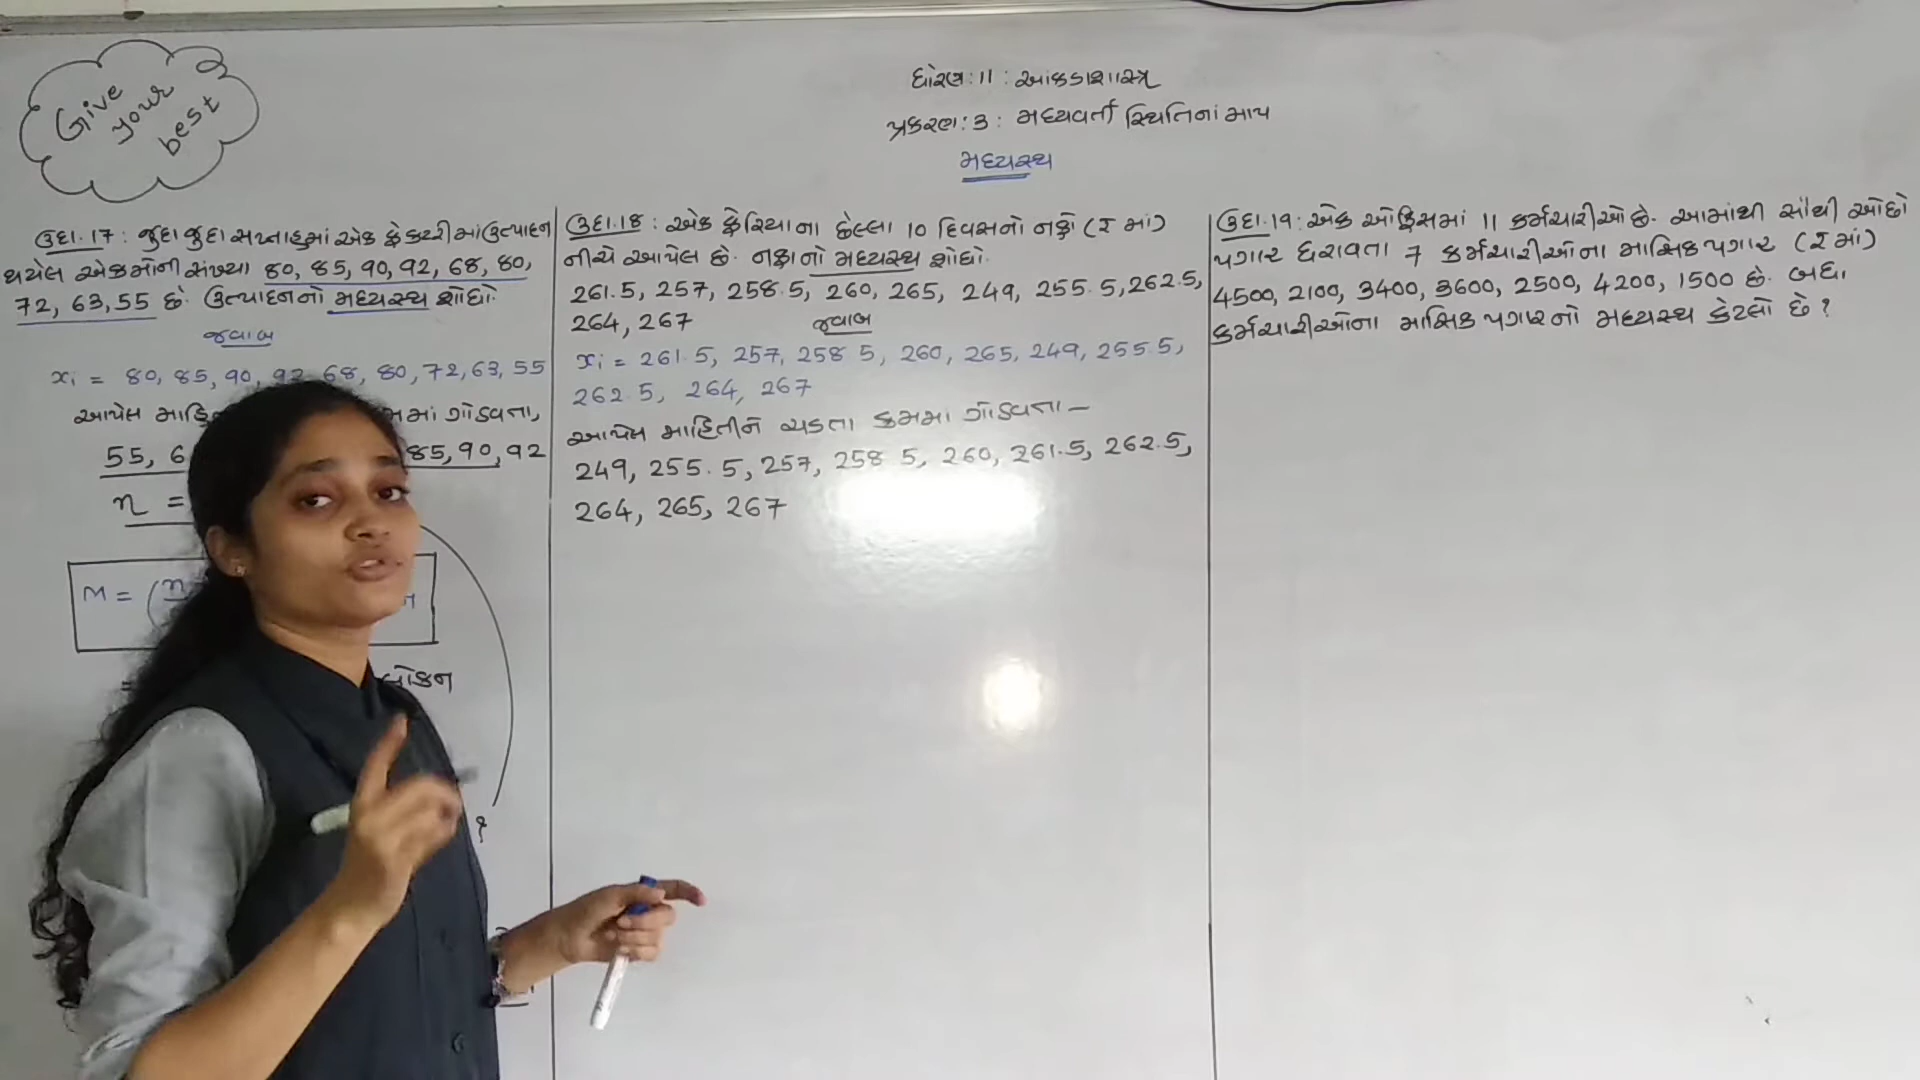 Give
your
best
ધોરણ : 11 : આંકડાશાસ્ત્ર
પ્રકરણ : 3 : મધ્યવર્તી સ્થિતિનાં માપ
મધ્યસ્થ
ઉદા. 17 : જુદા જુદા સપ્તાહમાં એક ફેક્ટરીમાં ઉત્પાદન
થયેલ એકમોની સંખ્યા 80, 85, 90, 92, 68, 80,
72, 63, 55 છે. ઉત્પાદનનો મધ્યસ્થ શોધો.
જવાબ
xi = 80, 85, 90, 92, 68, 80, 72, 63, 55
આપેલ માં ગોઠવતા,
55, 6 85, 90, 92
n =
M = (n
લોકન
ઉદા. 18 : એક ફેરિયાના છેલ્લા 10 દિવસનો નફો (₹ માં)
નીચે આપેલ છે. નફાનો મધ્યસ્થ શોધો.
261.5, 257, 258.5, 260, 265, 249, 255.5, 262.5,
264, 267
જવાબ
xi = 261.5, 257, 258.5, 260, 265, 249, 255.5,
262.5, 264, 267
આપેલ માહિતીને ચડતા ક્રમમાં ગોઠવતા –
249, 255.5, 257, 258.5, 260, 261.5, 262.5,
264, 265, 267
ઉદા. 19 : એક ઓફિસમાં 11 કર્મચારીઓ છે. આમાંથી સૌથી ઓછો
પગાર ધરાવતા 7 કર્મચારીઓના માસિક પગાર (₹ માં)
4500, 2100, 3400, 3600, 2500, 4200, 1500 છે. બધા
કર્મચારીઓના માસિક પગારનો મધ્યસ્થ કેટલો છે ?